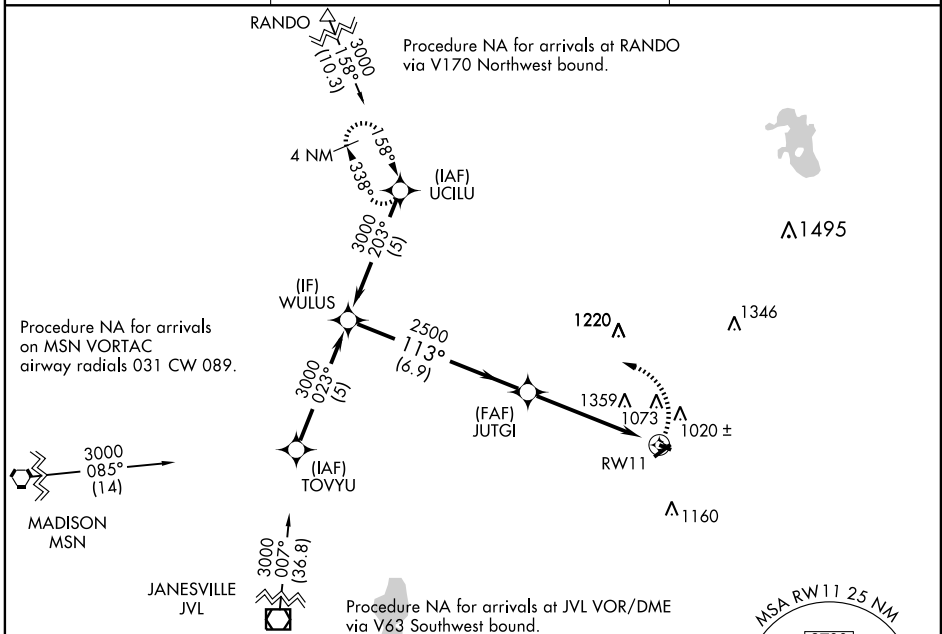 RANDO
3000
158°
(10.3)
Procedure NA for arrivals at RANDO
via V170 Northwest bound.
4 NM
158°
338°
(IAF)
UCILU
1495
3000
203°
(5)
(IF)
WULUS
Procedure NA for arrivals
on MSN VORTAC
airway radials 031 CW 089.
2500
113°
(6.9)
1220
1346
3000
023°
(5)
(FAF)
JUTGI
1359
1073
1020 ±
RW11
(IAF)
TOVYU
3000
085°
(14)
MADISON
MSN
1160
3000
007°
(36.8)
JANESVILLE
JVL
Procedure NA for arrivals at JVL VOR/DME
via V63 Southwest bound.
MSA RW11 25 NM